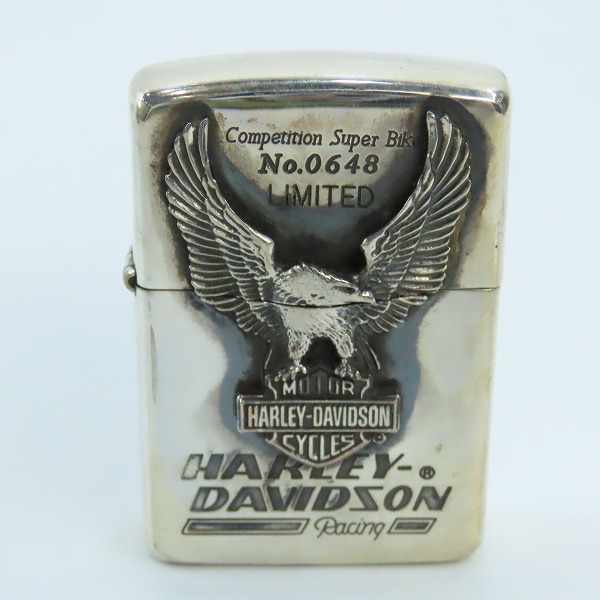 Competition Super Bike
No.0648
LIMITED
MOTOR
HARLEY-DAVIDSON
CYCLES ®
HARLEY-®
DAVIDSON
Racing